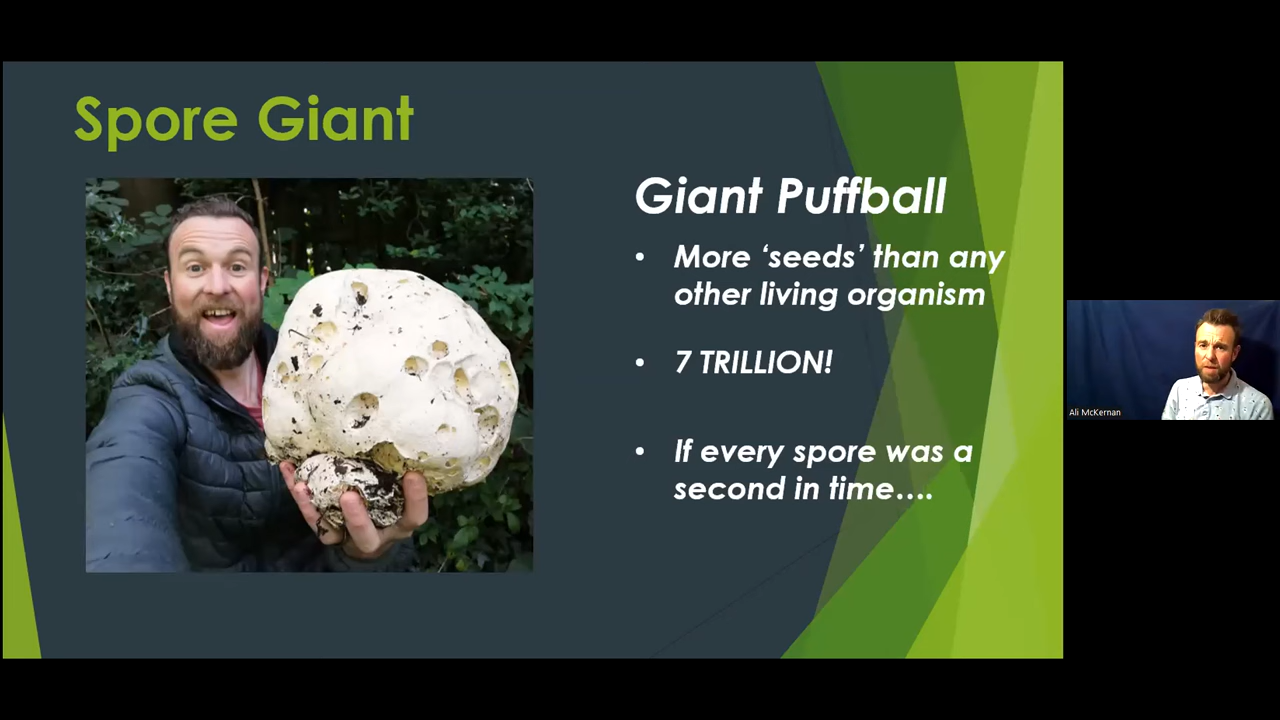 Spore Giant
Giant Puffball
• More ‘seeds’ than any
other living organism
• 7 TRILLION!
• If every spore was a
second in time....
Ali McKernan